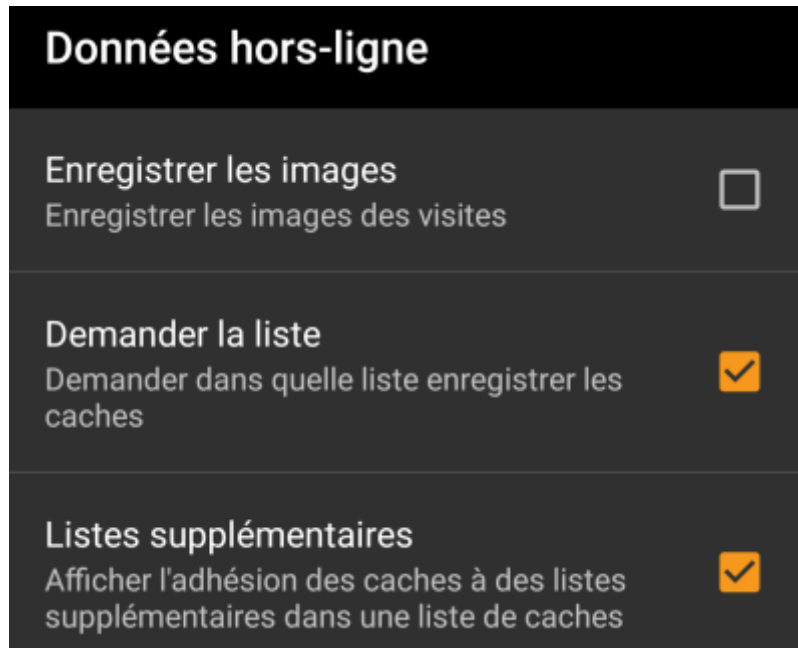 Données hors-ligne
Enregistrer les images
Enregistrer les images des visites
Demander la liste
Demander dans quelle liste enregistrer les
caches
Listes supplémentaires
Afficher l'adhésion des caches à des listes
supplémentaires dans une liste de caches